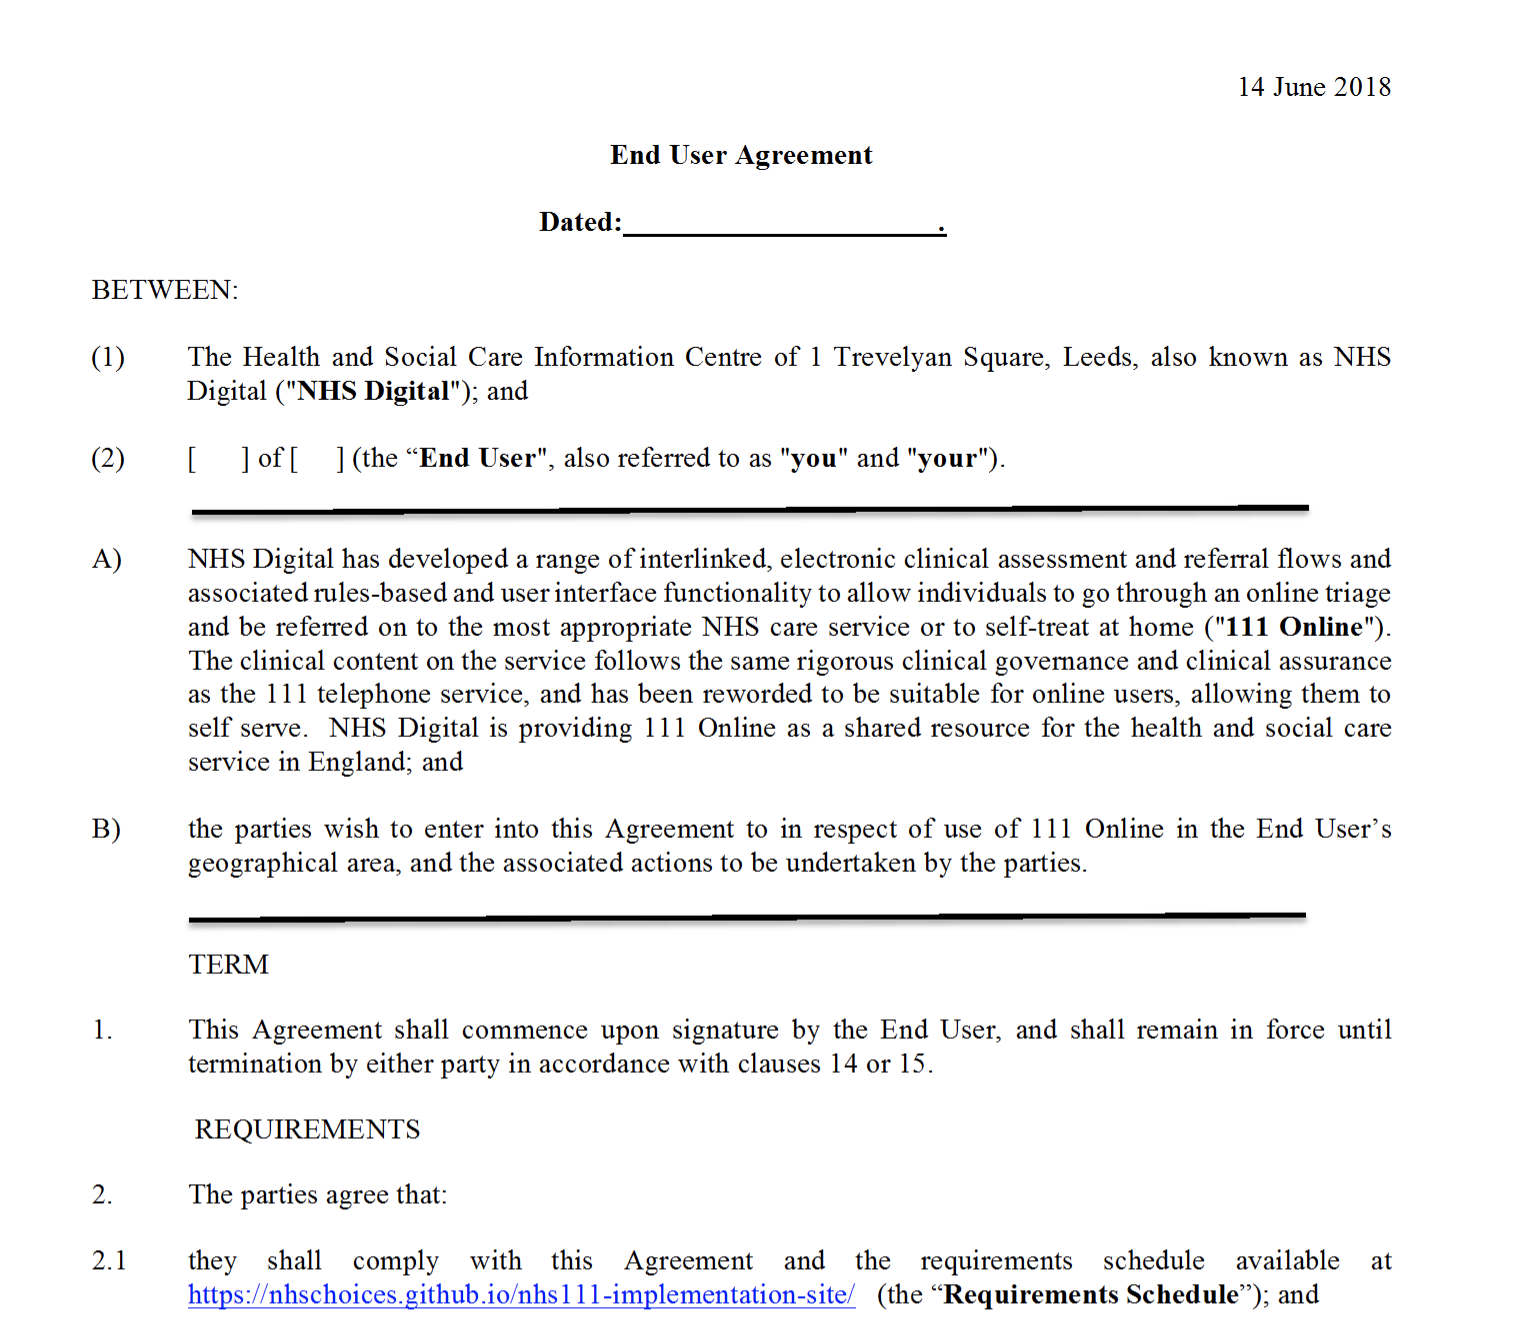 14 June 2018
End User Agreement
Dated: .
BETWEEN:
(1) The Health and Social Care Information Centre of 1 Trevelyan Square, Leeds, also known as NHS
Digital ("NHS Digital"); and
(2) [ ] of [ ] (the “End User", also referred to as "you" and "your").
A) NHS Digital has developed a range of interlinked, electronic clinical assessment and referral flows and
associated rules-based and user interface functionality to allow individuals to go through an online triage
and be referred on to the most appropriate NHS care service or to self-treat at home ("111 Online").
The clinical content on the service follows the same rigorous clinical governance and clinical assurance
as the 111 telephone service, and has been reworded to be suitable for online users, allowing them to
self serve. NHS Digital is providing 111 Online as a shared resource for the health and social care
service in England; and
B) the parties wish to enter into this Agreement to in respect of use of 111 Online in the End User’s
geographical area, and the associated actions to be undertaken by the parties.
TERM
1. This Agreement shall commence upon signature by the End User, and shall remain in force until
termination by either party in accordance with clauses 14 or 15.
REQUIREMENTS
2. The parties agree that:
2.1 they shall comply with this Agreement and the requirements schedule available at
https://nhschoices.github.io/nhs111-implementation-site/ (the “Requirements Schedule”); and